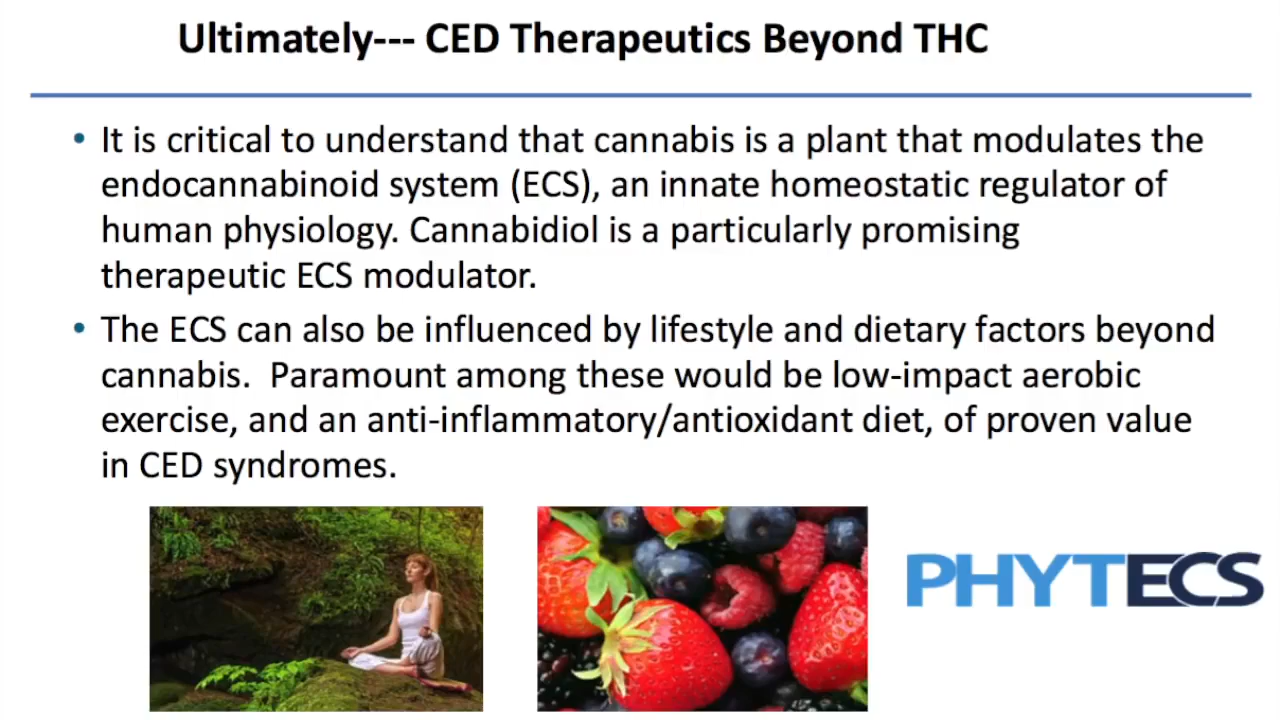 Ultimately--- CED Therapeutics Beyond THC
• It is critical to understand that cannabis is a plant that modulates the
endocannabinoid system (ECS), an innate homeostatic regulator of
human physiology. Cannabidiol is a particularly promising
therapeutic ECS modulator.
• The ECS can also be influenced by lifestyle and dietary factors beyond
cannabis.  Paramount among these would be low-impact aerobic
exercise, and an anti-inflammatory/antioxidant diet, of proven value
in CED syndromes.
PHYTECS